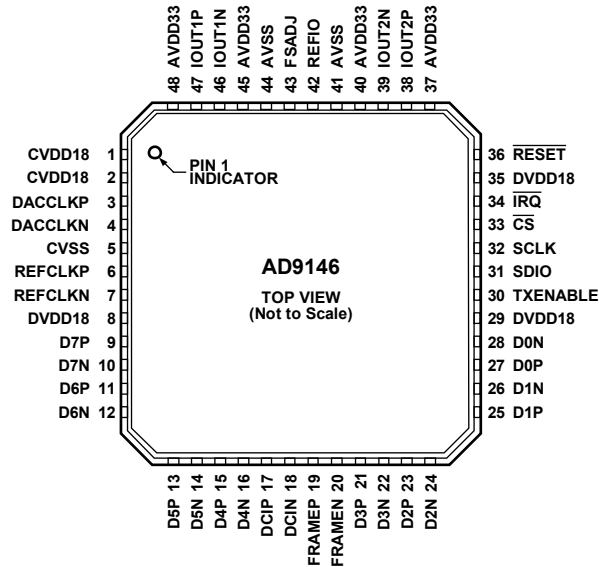 48 AVDD33
47 IOUT1P
46 IOUT1N
45 AVDD33
44 AVSS
43 FSADJ
42 REFIO
41 AVSS
40 AVDD33
39 IOUT2N
38 IOUT2P
37 AVDD33
CVDD18 1
CVDD18 2
DACCLKP 3
DACCLKN 4
CVSS 5
REFCLKP 6
REFCLKN 7
DVDD18 8
D7P 9
D7N 10
D6P 11
D6N 12
PIN 1
INDICATOR
AD9146
TOP VIEW
(Not to Scale)
36 RESET
35 DVDD18
34 IRQ
33 CS
32 SCLK
31 SDIO
30 TXENABLE
29 DVDD18
28 D0N
27 D0P
26 D1N
25 D1P
D5P 13
D5N 14
D4P 15
D4N 16
DCIP 17
DCIN 18
FRAMEP 19
FRAMEN 20
D3P 21
D3N 22
D2P 23
D2N 24